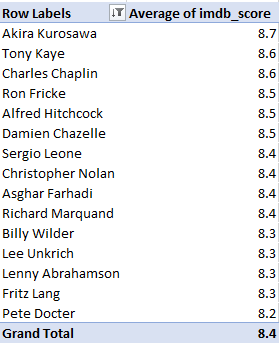 Row Labels Average of imdb_score
Akira Kurosawa 8.7
Tony Kaye 8.6
Charles Chaplin 8.6
Ron Fricke 8.5
Alfred Hitchcock 8.5
Damien Chazelle 8.5
Sergio Leone 8.4
Christopher Nolan 8.4
Asghar Farhadi 8.4
Richard Marquand 8.4
Billy Wilder 8.3
Lee Unkrich 8.3
Lenny Abrahamson 8.3
Fritz Lang 8.3
Pete Docter 8.2
Grand Total 8.4